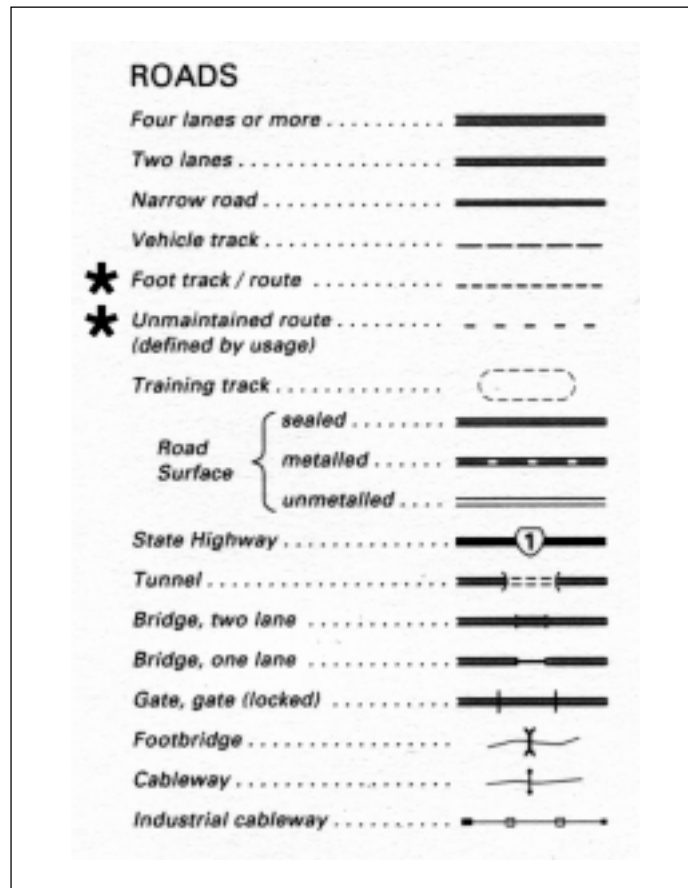 ROADS
Four lanes or more . . . . . . . . . .
Two lanes . . . . . . . . . . . . . . . . .
Narrow road . . . . . . . . . . . . . . .
Vehicle track . . . . . . . . . . . . . . .
* Foot track / route . . . . . . . . . . .
* Unmaintained route . . . . . . . .
(defined by usage)
Training track . . . . . . . . . . . . .
sealed . . . . . . .
Road
Surface
metalled . . . . . .
unmetalled . . . .
State Highway . . . . . . . . . . . . . 1
Tunnel . . . . . . . . . . . . . . . . . . .
Bridge, two lane . . . . . . . . . . .
Bridge, one lane . . . . . . . . . . .
Gate, gate (locked) . . . . . . . . .
Footbridge . . . . . . . . . . . . . . . .
Cableway . . . . . . . . . . . . . . . . .
Industrial cableway . . . . . . . . .